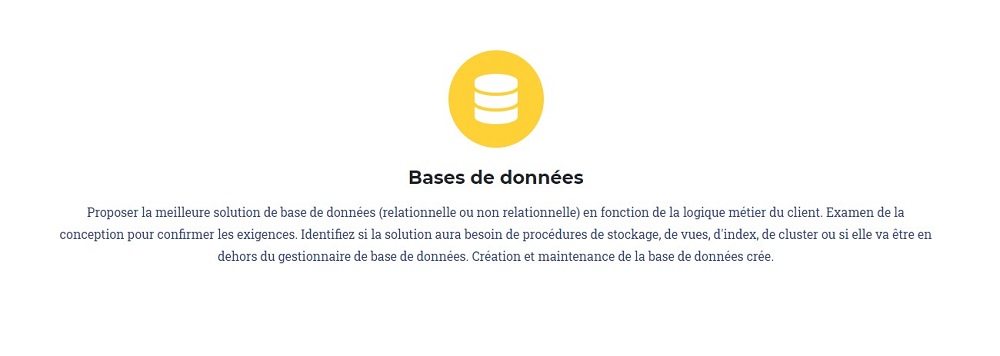 Bases de données
Proposer la meilleure solution de base de données (relationnelle ou non relationnelle) en fonction de la logique métier du client. Examen de la
conception pour confirmer les exigences. Identifiez si la solution aura besoin de procédures de stockage, de vues, d'index, de cluster ou si elle va être en
dehors du gestionnaire de base de données. Création et maintenance de la base de données crée.